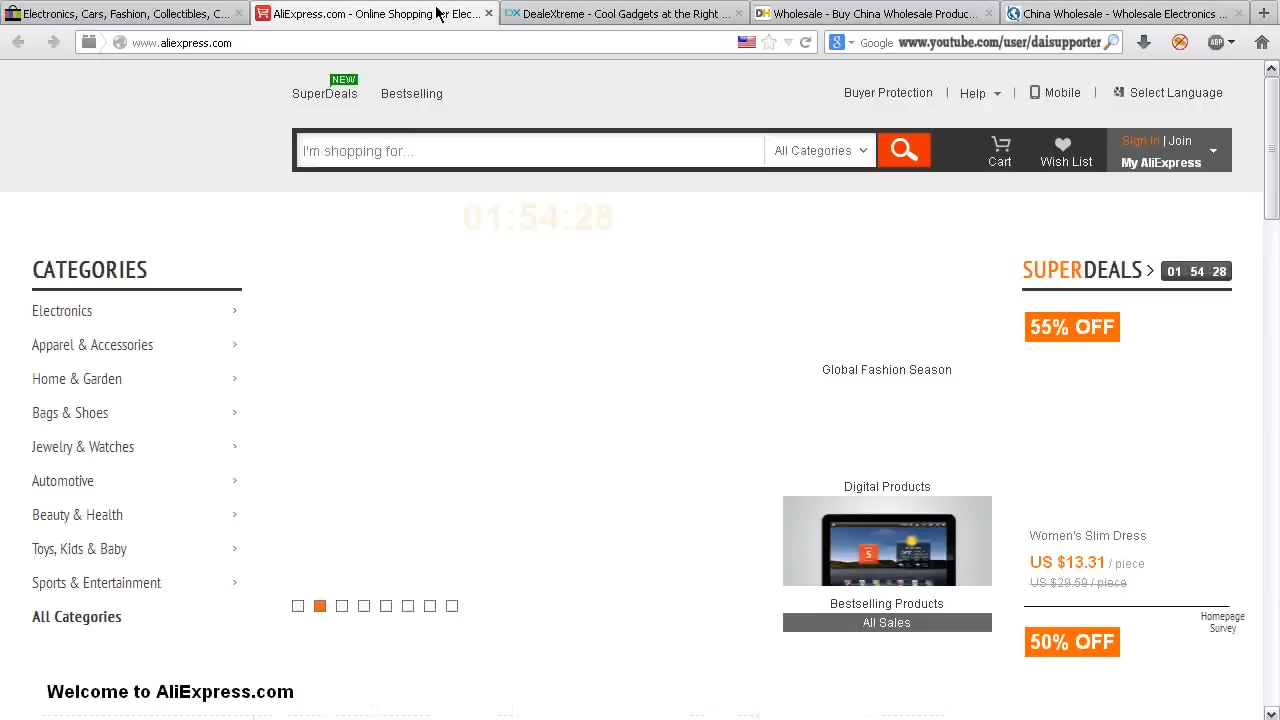 Electronics, Cars, Fashion, Collectibles, C...
AliExpress.com - Online Shopping for Elec...
DealeXtreme - Cool Gadgets at the Right ...
Wholesale - Buy China Wholesale Produc...
China Wholesale - Wholesale Electronics ...
www.aliexpress.com
Google
www.youtube.com/user/daisupporter
ABP
NEW
SuperDeals
Bestselling
Buyer Protection
Help
Mobile
Select Language
I'm shopping for...
All Categories
Cart
Wish List
Sign In | Join
My AliExpress
01:54:28
CATEGORIES
SUPERDEALS > 01 54 28
Electronics
Apparel & Accessories
Home & Garden
Bags & Shoes
Jewelry & Watches
Automotive
Beauty & Health
Toys, Kids & Baby
Sports & Entertainment
All Categories
Global Fashion Season
Digital Products
Bestselling Products
All Sales
55% OFF
Women's Slim Dress
US $13.31 / piece
US $29.59 / piece
Homepage
Survey
50% OFF
Welcome to AliExpress.com